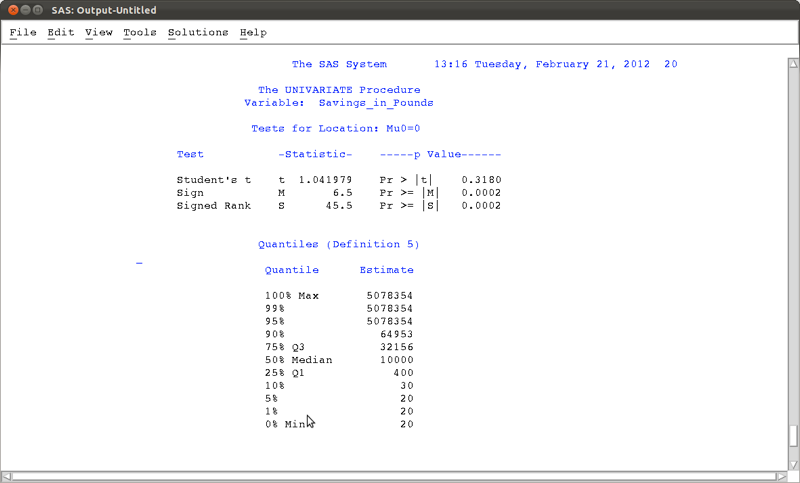 SAS: Output-Untitled
File Edit View Tools Solutions Help
The SAS System 13:16 Tuesday, February 21, 2012 20
The UNIVARIATE Procedure
Variable: Savings_in_Pounds
Tests for Location: Mu0=0
Test -Statistic- -----p Value------
Student's t t 1.041979 Pr > |t| 0.3180
Sign M 6.5 Pr >= |M| 0.0002
Signed Rank S 45.5 Pr >= |S| 0.0002
Quantiles (Definition 5)
Quantile Estimate
100% Max 5078354
99% 5078354
95% 5078354
90% 64953
75% Q3 32156
50% Median 10000
25% Q1 400
10% 30
5% 20
1% 20
0% Min 20